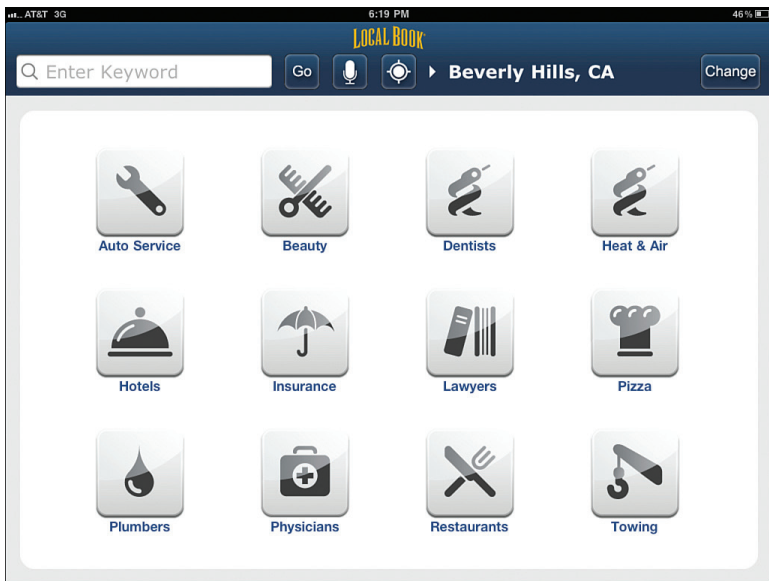 AT&T 3G 6:19 PM 46%
LOCAL BOOK
Enter Keyword Go Beverly Hills, CA Change
Auto Service Beauty Dentists Heat & Air
Hotels Insurance Lawyers Pizza
Plumbers Physicians Restaurants Towing